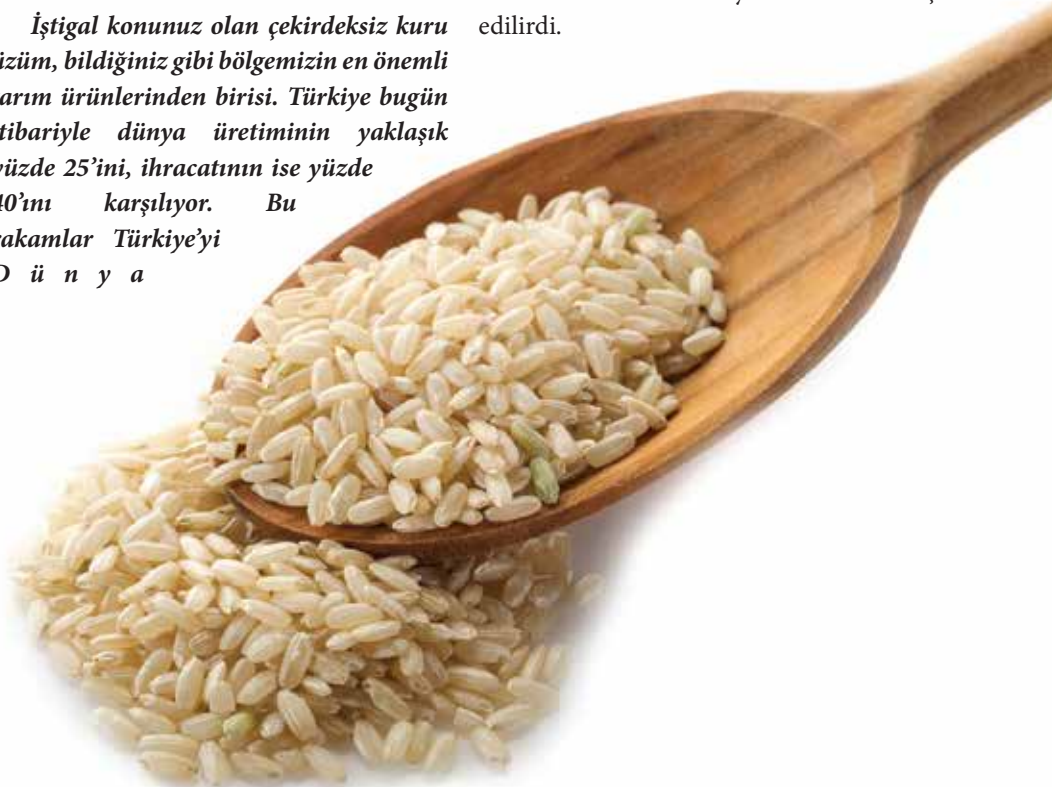 İştigal konunuz olan çekirdeksiz kuru
üzüm, bildiğiniz gibi bölgemizin en önemli
arım ürünlerinden birisi. Türkiye bugün
tibariyle dünya üretiminin yaklaşık
yüzde 25’ini, ihracatının ise yüzde
40’ını karşılıyor. Bu
rakamlar Türkiye’yi
D ü n y a
edilirdi.